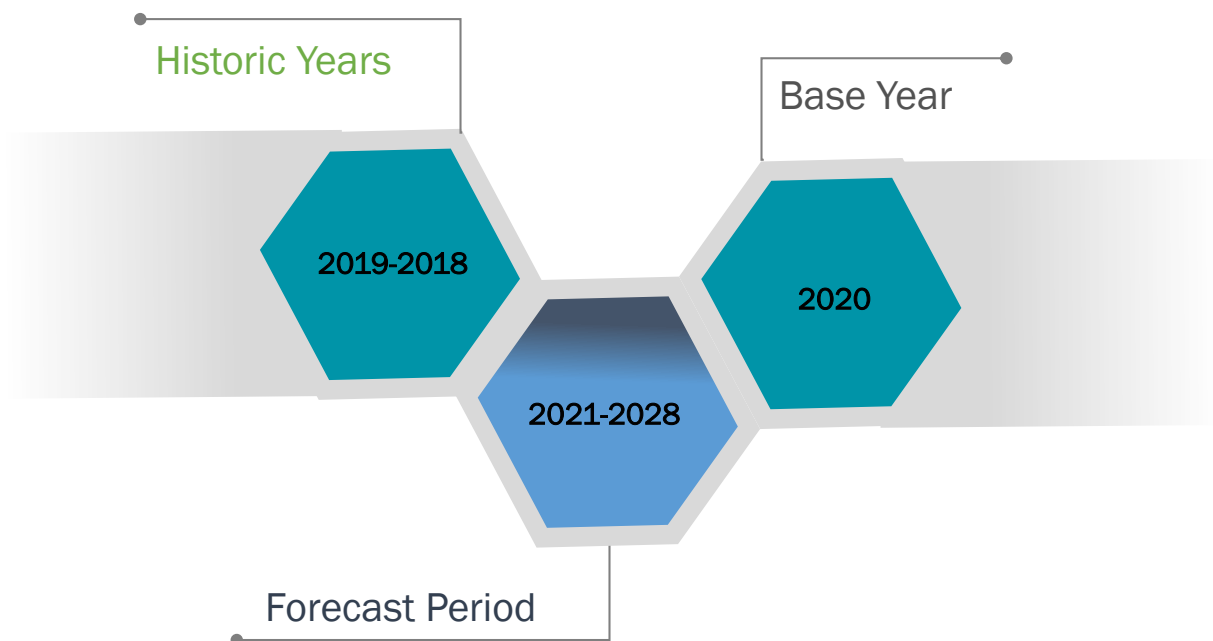 Historic Years
Base Year
2019-2018
2020
2021-2028
Forecast Period